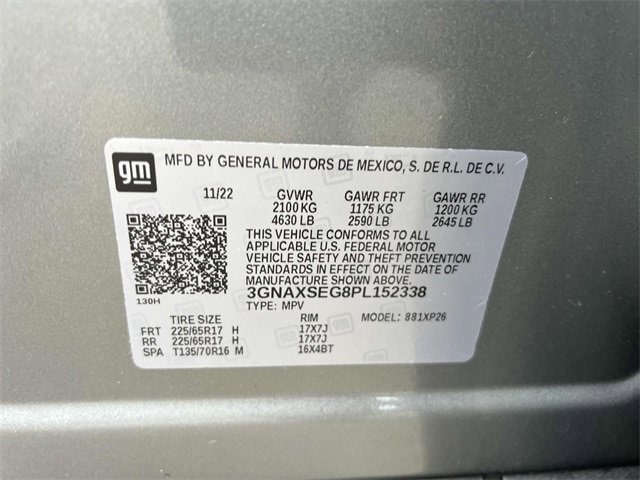 gm MFD BY GENERAL MOTORS DE MEXICO, S. DE R.L. DE C.V.
11/22 GVWR GAWR FRT GAWR RR
2100 KG 1175 KG 1200 KG
4630 LB 2590 LB 2645 LB
THIS VEHICLE CONFORMS TO ALL
APPLICABLE U.S. FEDERAL MOTOR
VEHICLE SAFETY AND THEFT PREVENTION
STANDARDS IN EFFECT ON THE DATE OF
MANUFACTURE SHOWN ABOVE.
130H 3GNAXSEG8PL152338
TYPE: MPV
TIRE SIZE RIM MODEL: 881XP26
FRT 225/65R17 H 17X7J
RR 225/65R17 H 17X7J
SPA T135/70R16 M 16X4BT